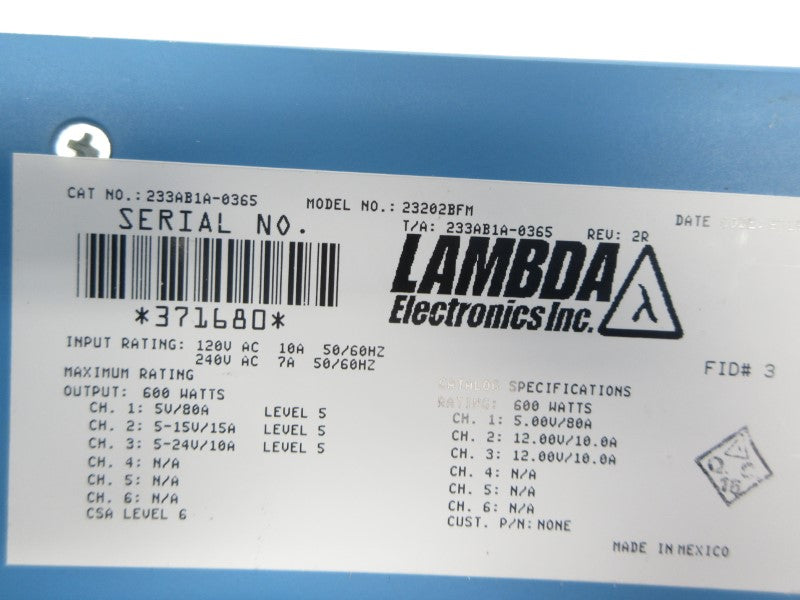 CAT NO.: 233AB1A-0365 MODEL NO.: 23202BFM DATE
SERIAL NO. T/A: 233AB1A-0365 REV: 2R
LAMBDA
Electronics Inc. λ
*371680*
INPUT RATING: 120V AC 10A 50/60HZ
240V AC 7A 50/60HZ
FID# 3
MAXIMUM RATING
OUTPUT: 600 WATTS
CH. 1: 5V/80A LEVEL 5
CH. 2: 5-15V/15A LEVEL 5
CH. 3: 5-24V/10A LEVEL 5
CH. 4: N/A
CH. 5: N/A
CH. 6: N/A
CSA LEVEL 6
CATALOG SPECIFICATIONS
RATING: 600 WATTS
CH. 1: 5.00V/80A
CH. 2: 12.00V/10.0A
CH. 3: 12.00V/10.0A
CH. 4: N/A
CH. 5: N/A
CH. 6: N/A
CUST. P/N: NONE
MADE IN MEXICO